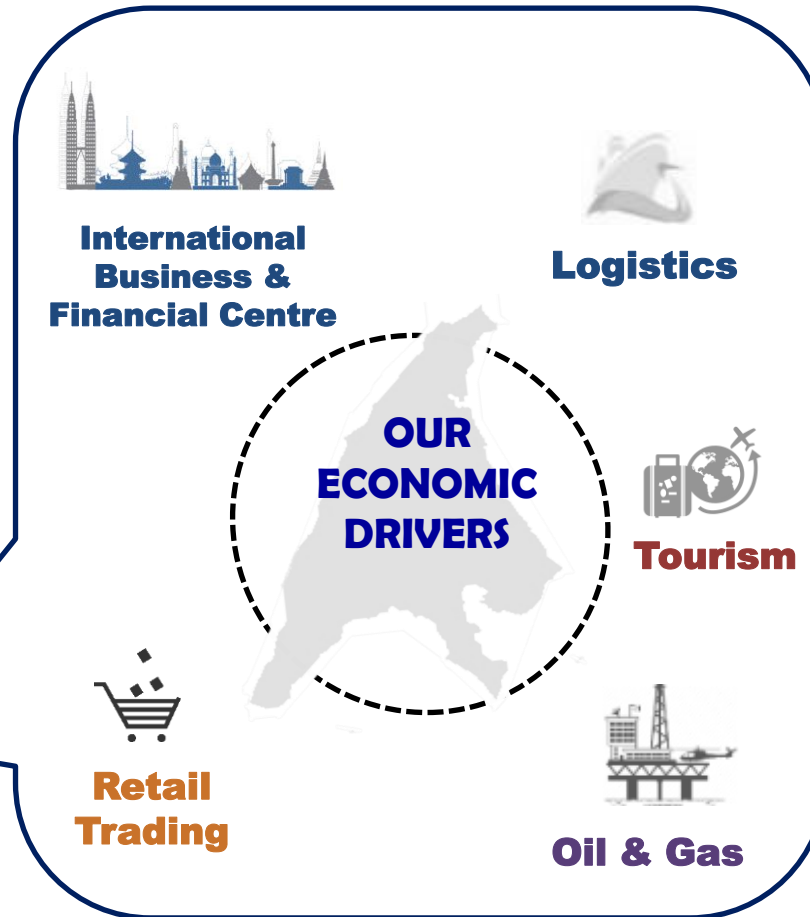 International
Business &
Financial Centre
Logistics
OUR
ECONOMIC
DRIVERS
Tourism
Retail
Trading
Oil & Gas